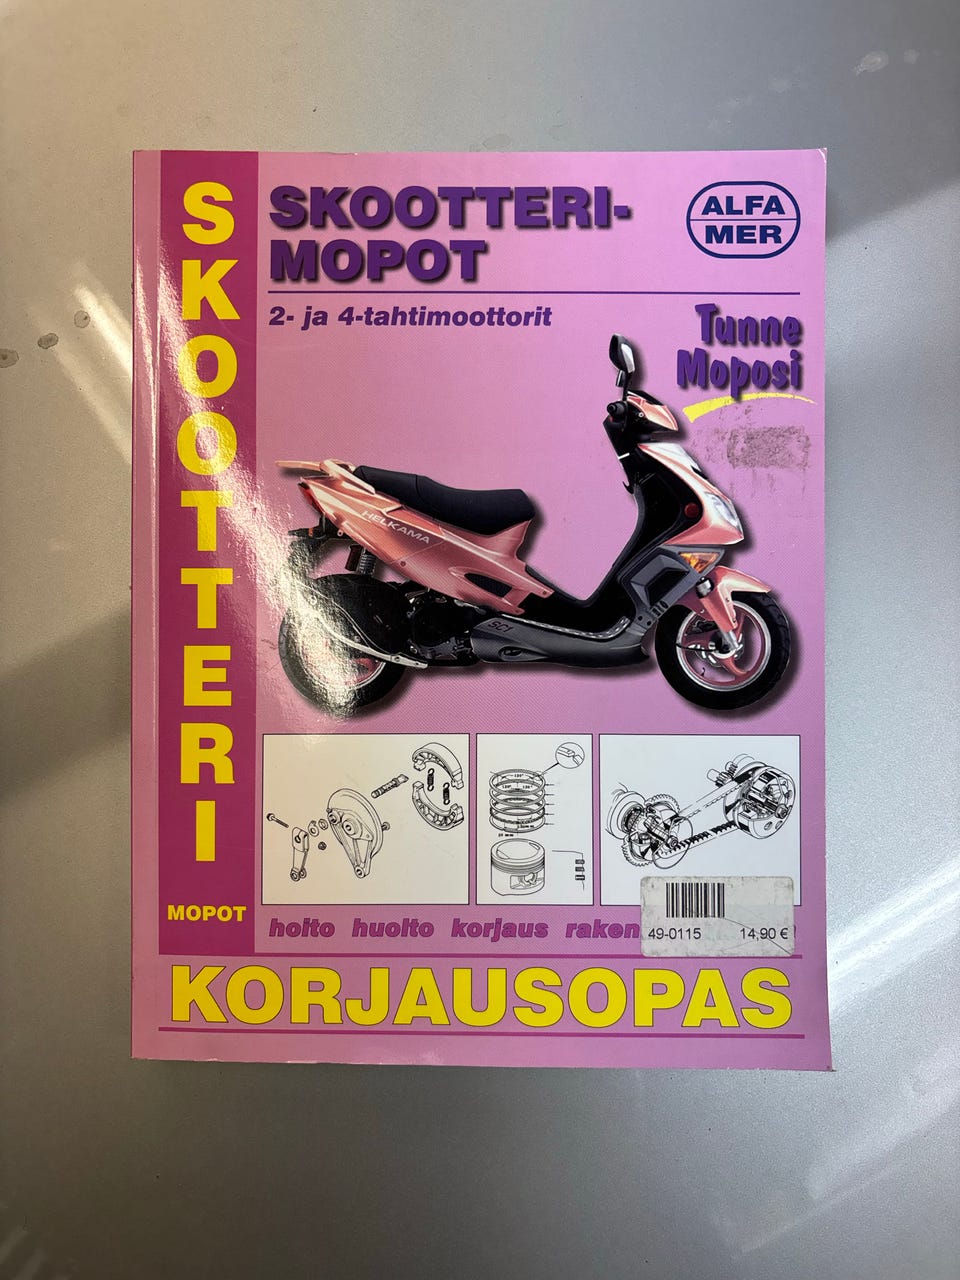 SKOOTTERI
MOPOT
SKOOTTERI-
MOPOT
ALFA
MER
2- ja 4-tahtimoottorit
Tunne
Moposi
HELKAMA
SC1
hoito huolto korjaus
49-0115 14,90 €
KORJAUSOPAS